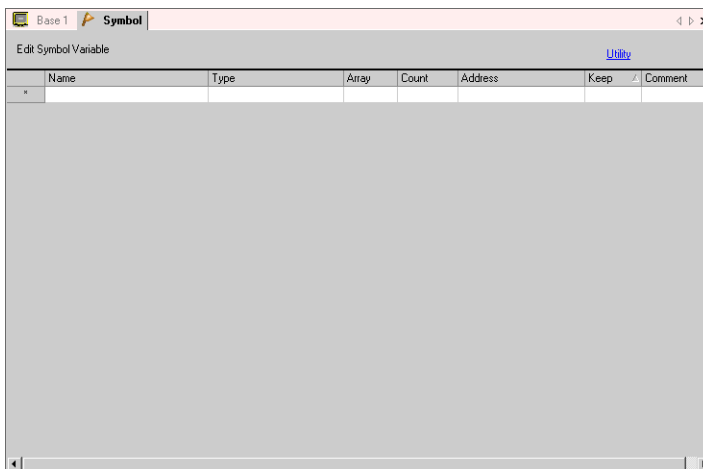 Base 1 Symbol
Edit Symbol Variable
Utility
Name Type Array Count Address Keep Comment
*